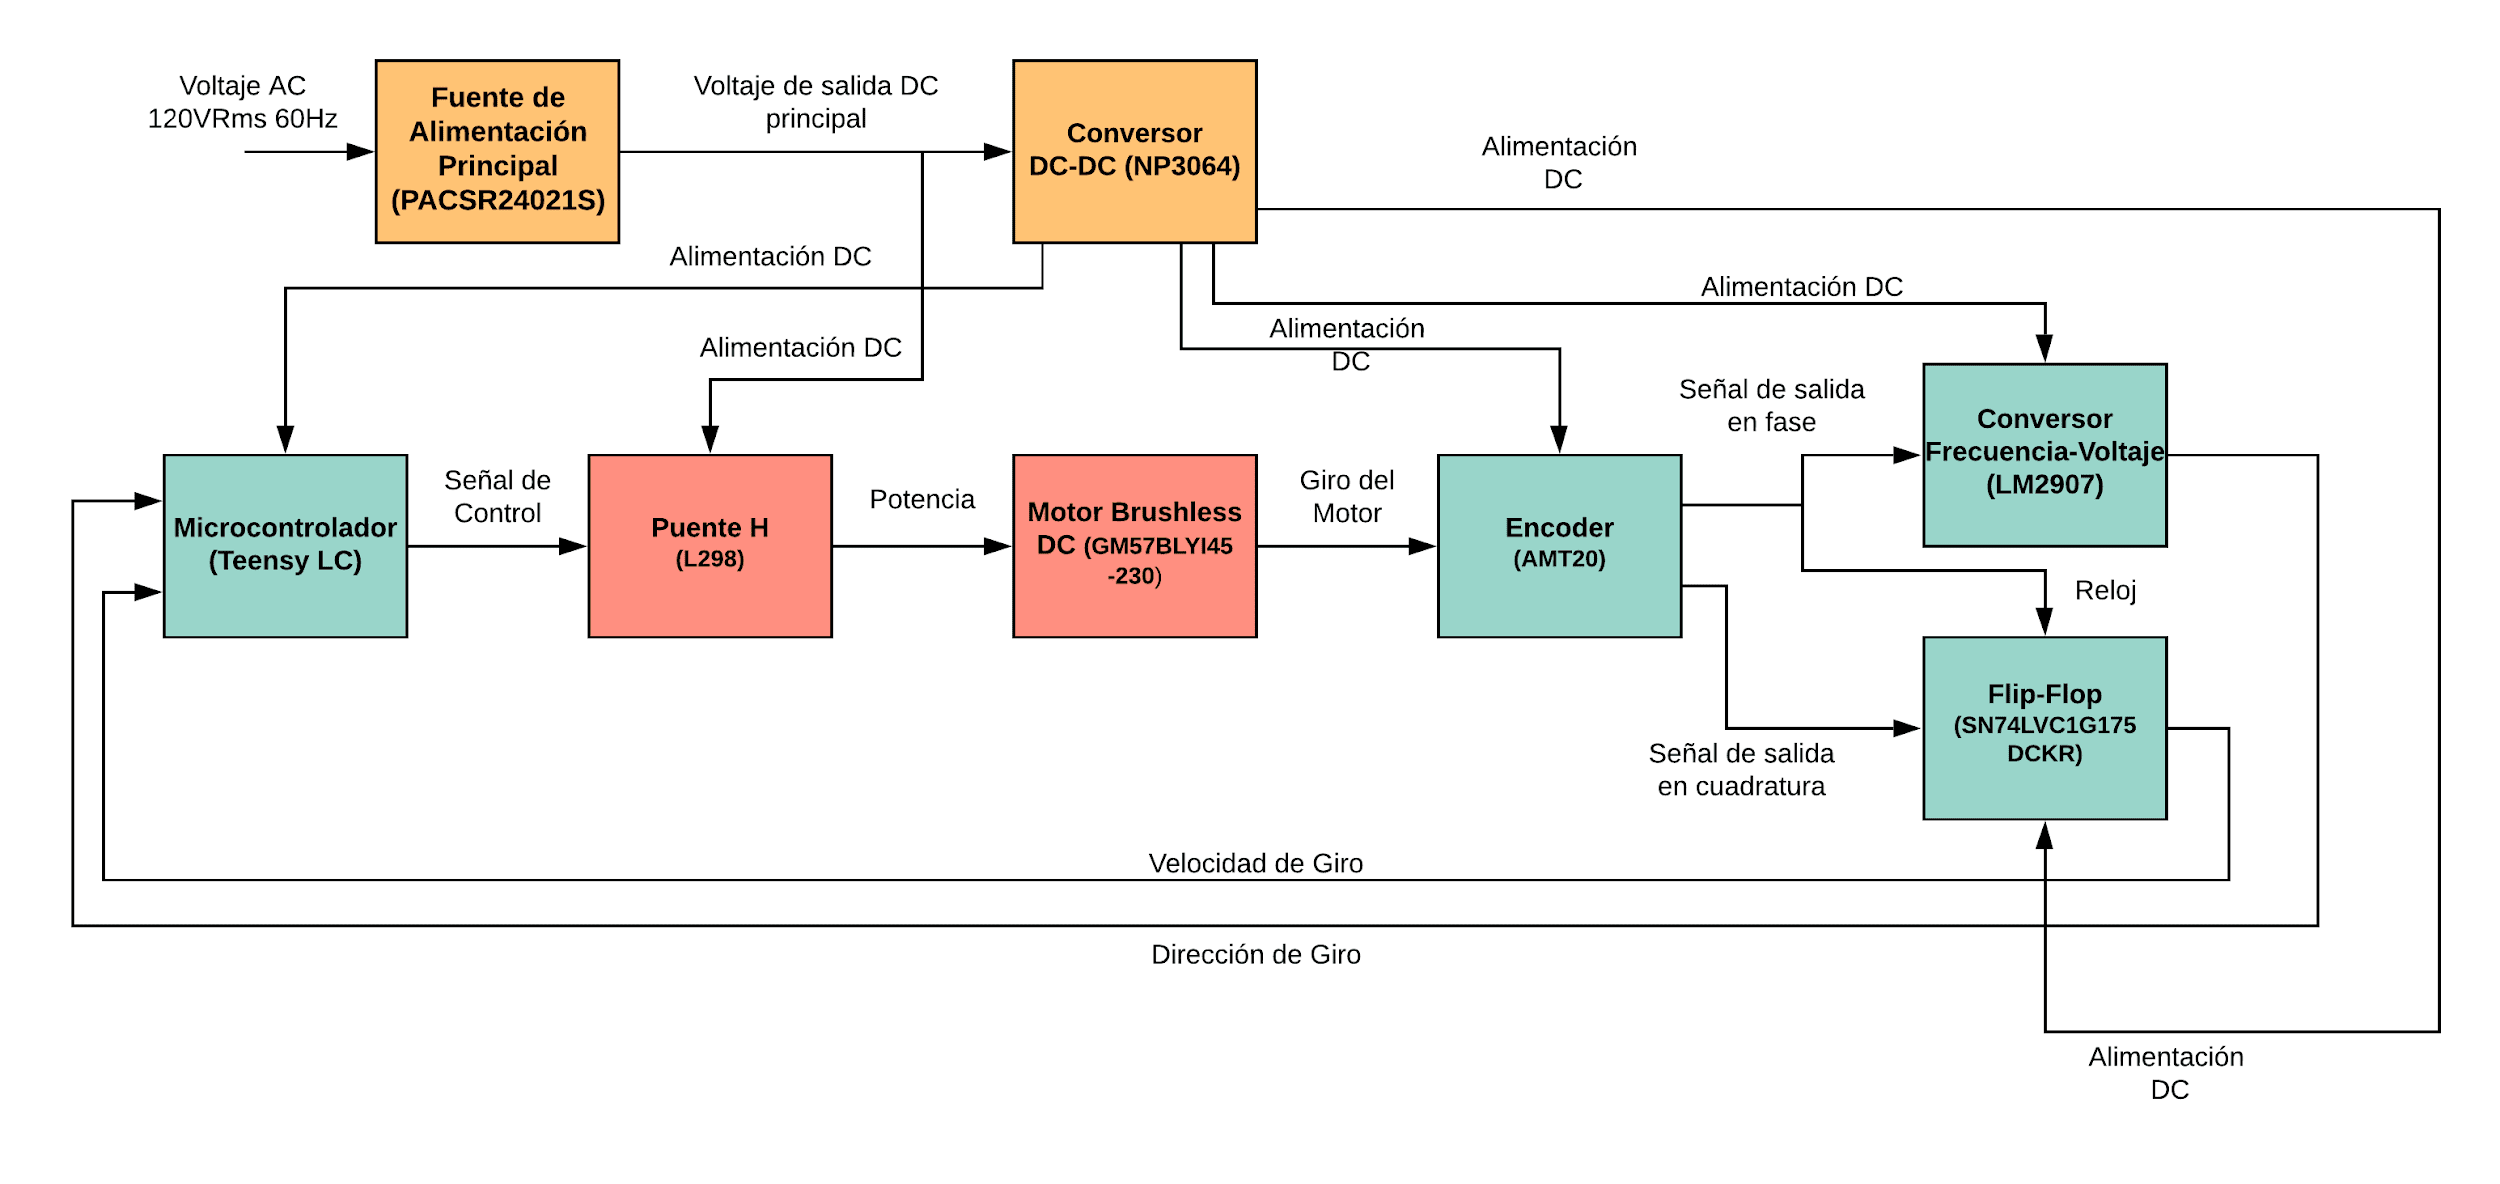 Voltaje AC
120VRms 60Hz
Fuente de
Alimentación
Principal
(PACSR24021S)
Voltaje de salida DC
principal
Conversor
DC-DC (NP3064)
Alimentación
DC
Alimentación DC
Alimentación DC
Alimentación DC
Alimentación
DC
Señal de salida
en fase
Conversor
Frecuencia-Voltaje
(LM2907)
Microcontrolador
(Teensy LC)
Señal de
Control
Puente H
(L298)
Potencia
Motor Brushless
DC (GM57BLYI45
-230)
Giro del
Motor
Encoder
(AMT20)
Reloj
Flip-Flop
(SN74LVC1G175
DCKR)
Señal de salida
en cuadratura
Velocidad de Giro
Dirección de Giro
Alimentación
DC